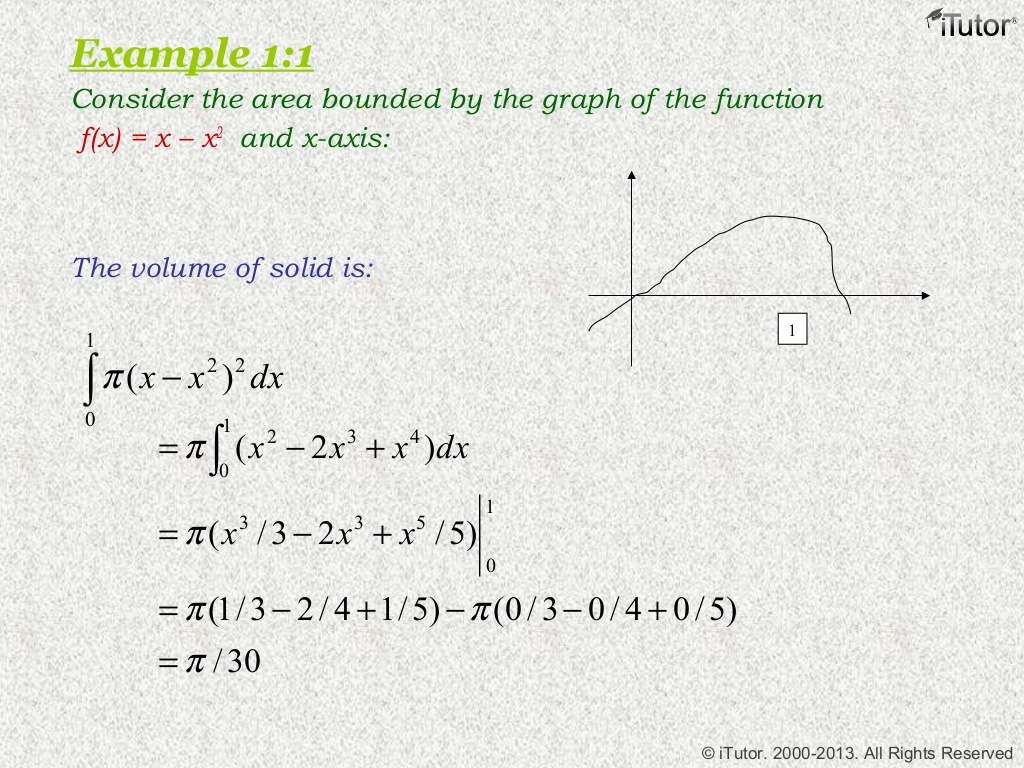 iTutor®
Example 1:1
Consider the area bounded by the graph of the function
f(x) = x – x² and x-axis:
The volume of solid is:
1
∫₀¹ π(x − x²)² dx
= π∫₀¹ (x² − 2x³ + x⁴)dx
= π(x³ / 3 − 2x³ + x⁵ / 5)|₀¹
= π(1/3 − 2/4 + 1/5) − π(0/3 − 0/4 + 0/5)
= π/30
© iTutor. 2000-2013. All Rights Reserved